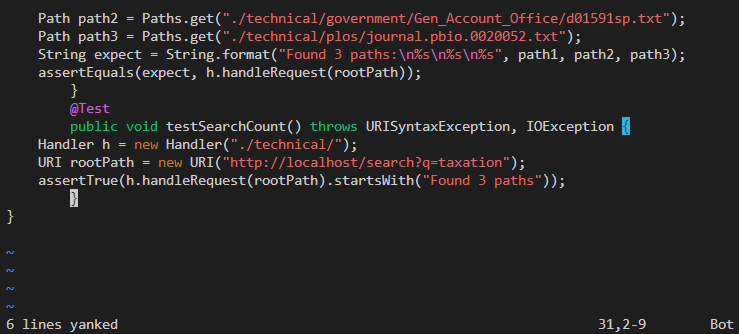 Path path2 = Paths.get("./technical/government/Gen_Account_Office/d01591sp.txt");
    Path path3 = Paths.get("./technical/plos/journal.pbio.0020052.txt");
    String expect = String.format("Found 3 paths:\n%s\n%s\n%s", path1, path2, path3);
    assertEquals(expect, h.handleRequest(rootPath));
        }
        @Test
        public void testSearchCount() throws URISyntaxException, IOException {
    Handler h = new Handler("./technical/");
    URI rootPath = new URI("http://localhost/search?q=taxation");
    assertTrue(h.handleRequest(rootPath).startsWith("Found 3 paths"));
        }
}
~
~
~
~
6 lines yanked                                                            31,2-9        Bot